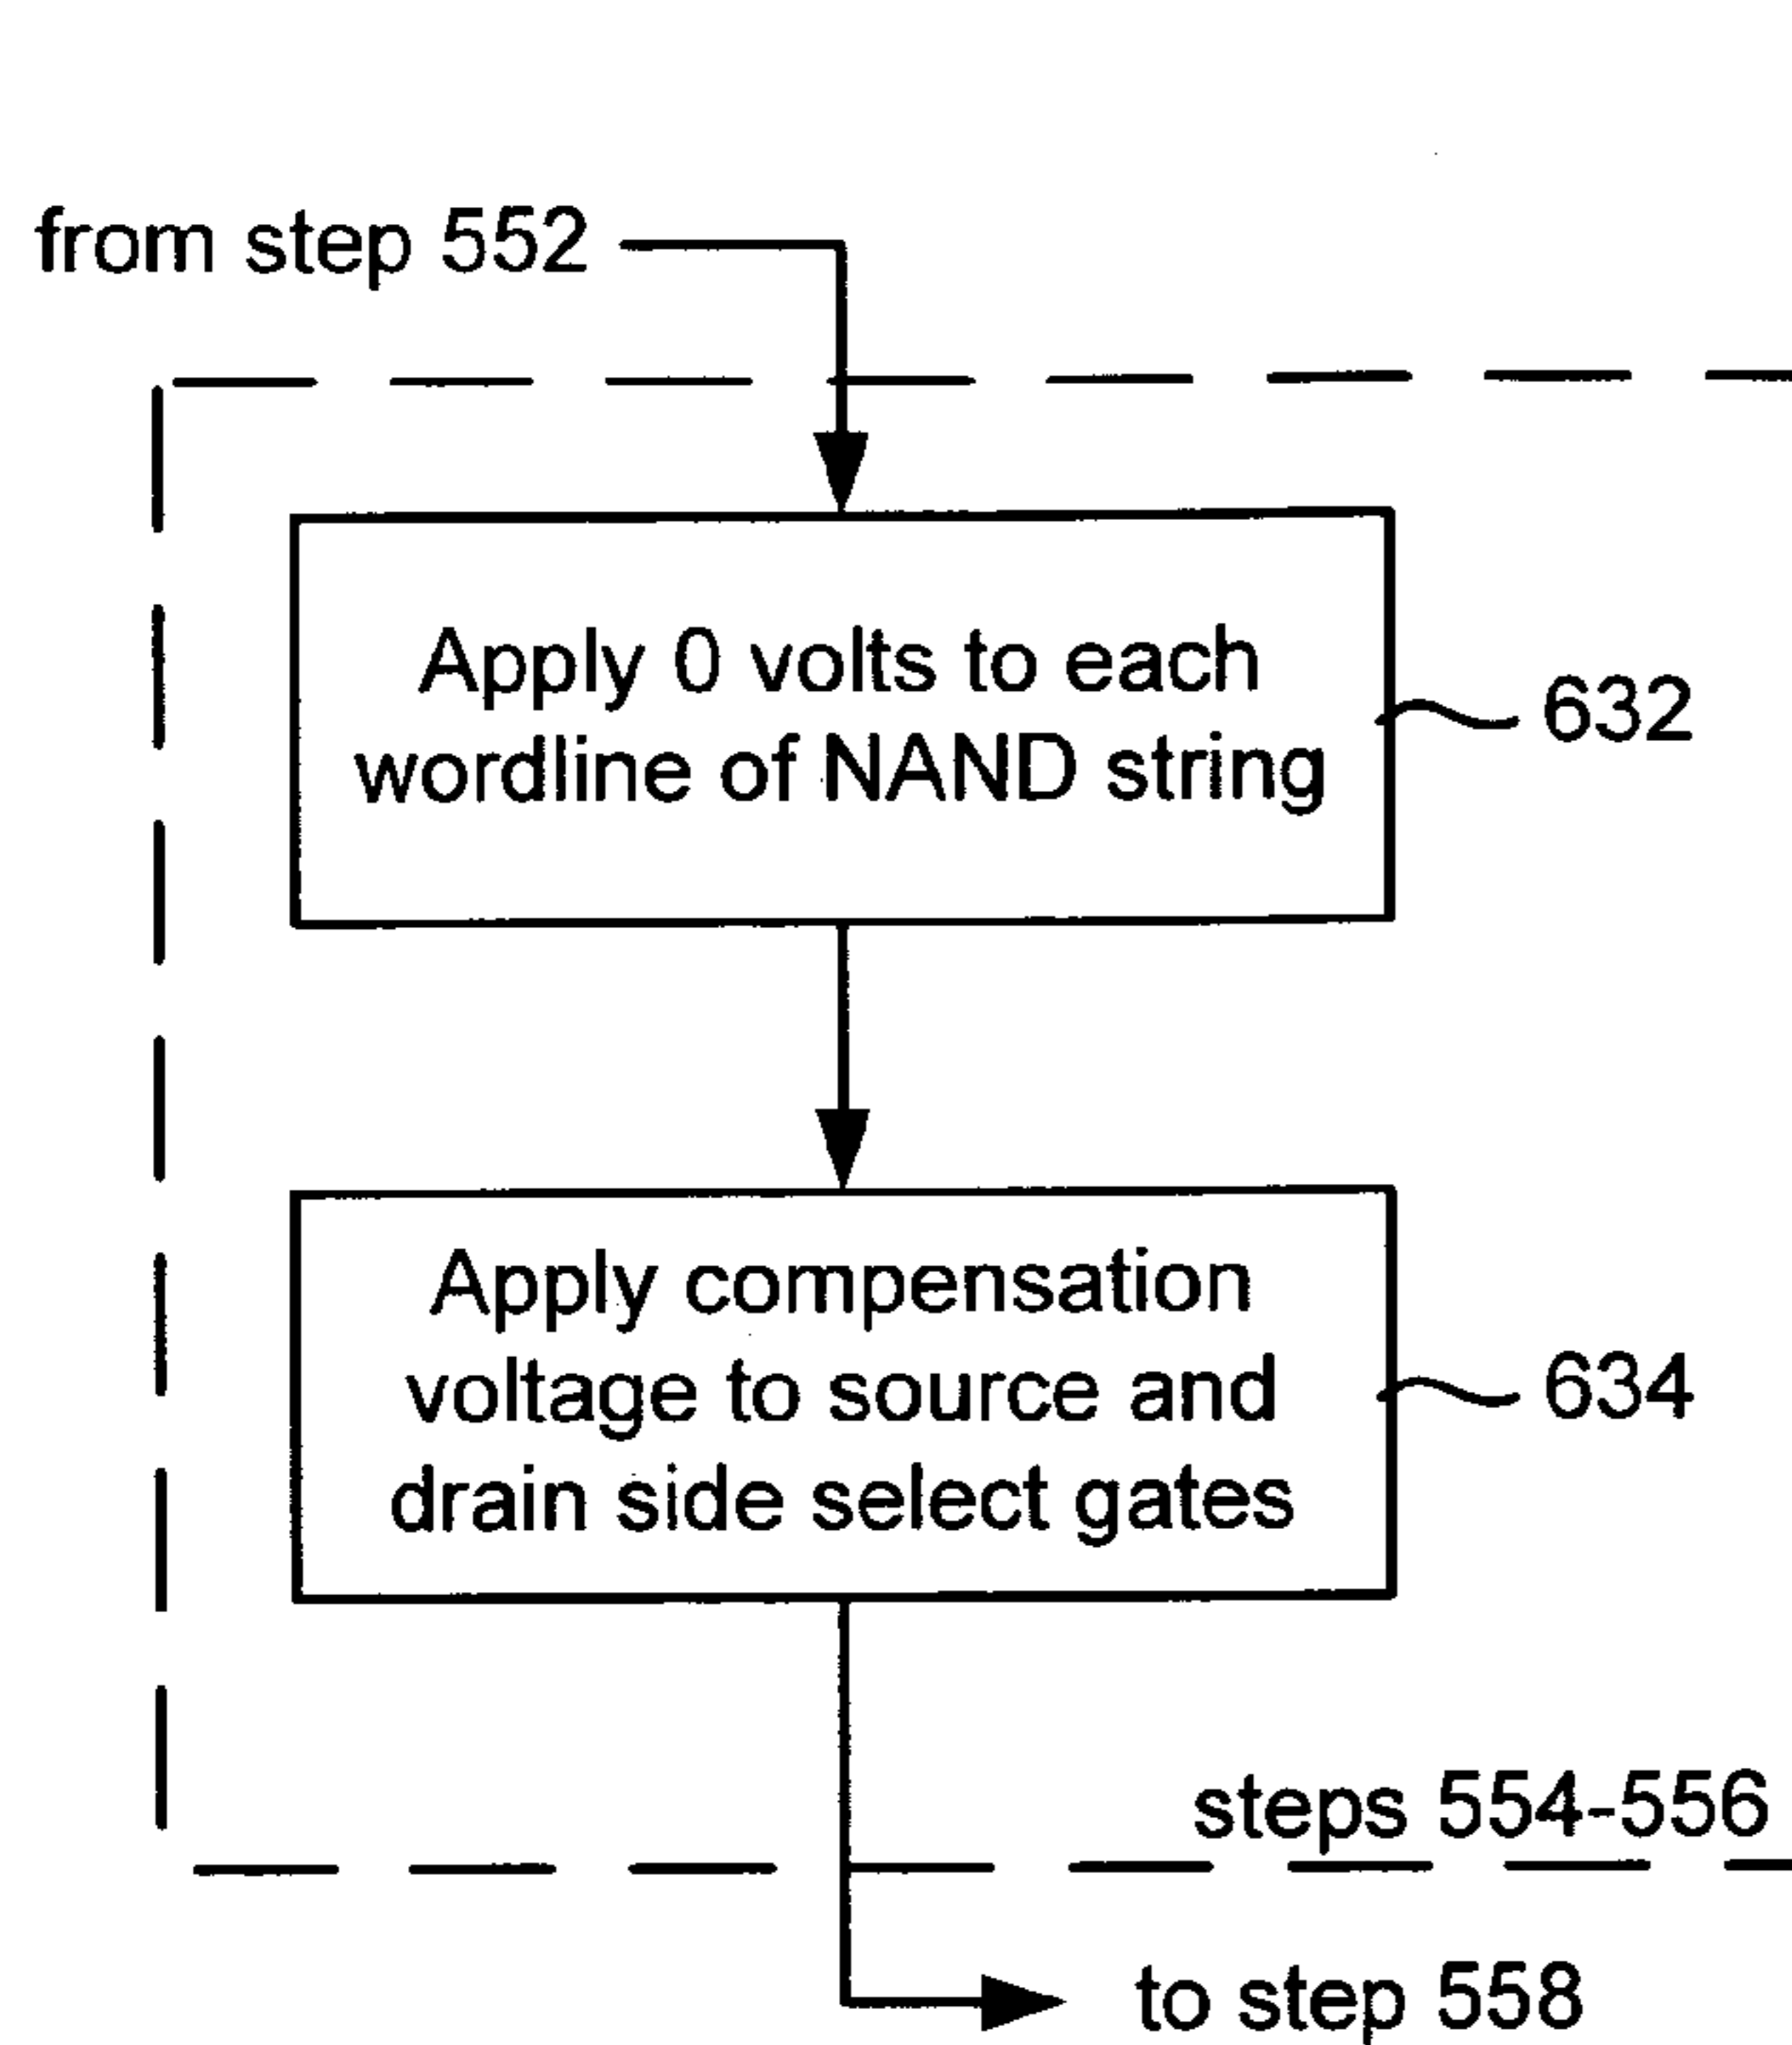 from step 552
Apply 0 volts to each
wordline of NAND string
632
Apply compensation
voltage to source and
drain side select gates
634
steps 554-556
to step 558